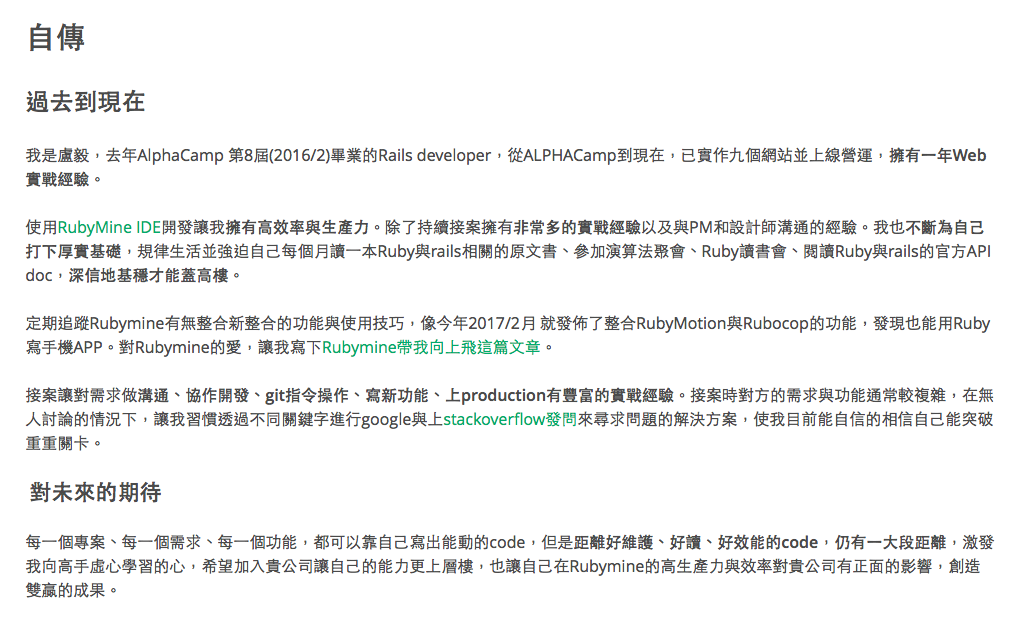 自傳
過去到現在
我是盧毅，去年AlphaCamp 第8屆(2016/2)畢業的Rails developer，從ALPHACamp到現在，已實作九個網站並上線營運，擁有一年Web
實戰經驗。
使用RubyMine IDE開發讓我擁有高效率與生產力。除了持續接案擁有非常多的實戰經驗以及與PM和設計師溝通的經驗。我也不斷為自己
打下厚實基礎，規律生活並強迫自己每個月讀一本Ruby與rails相關的原文書、參加演算法聚會、Ruby讀書會、閱讀Ruby與rails的官方API
doc，深信地基穩才能蓋高樓。
定期追蹤Rubymine有無整合新整合的功能與使用技巧，像今年2017/2月 就發佈了整合RubyMotion與Rubocop的功能，發現也能用Ruby
寫手機APP。對Rubymine的愛，讓我寫下Rubymine帶我向上飛這篇文章。
接案讓對需求做溝通、協作開發、git指令操作、寫新功能、上production有豐富的實戰經驗。接案時對方的需求與功能通常較複雜，在無
人討論的情況下，讓我習慣透過不同關鍵字進行google與上stackoverflow發問來尋求問題的解決方案，使我目前能自信的相信自己能突破
重重關卡。
對未來的期待
每一個專案、每一個需求、每一個功能，都可以靠自己寫出能動的code，但是距離好維護、好讀、好效能的code，仍有一大段距離，激發
我向高手虛心學習的心，希望加入貴公司讓自己的能力更上層樓，也讓自己在Rubymine的高生產力與效率對貴公司有正面的影響，創造
雙贏的成果。